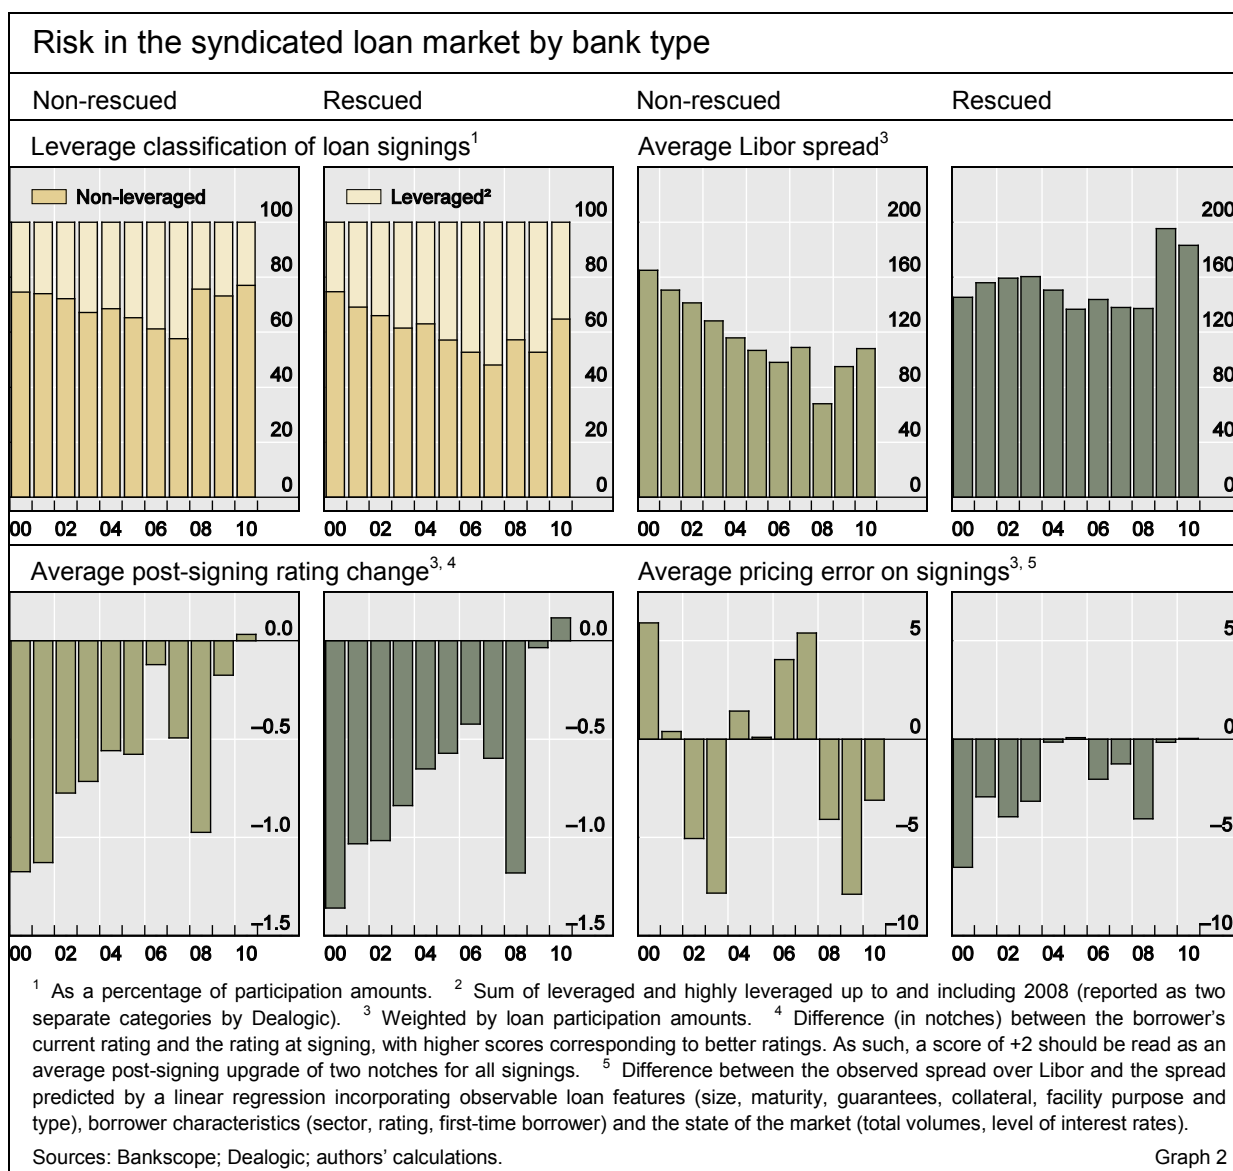 Risk in the syndicated loan market by bank type
Non-rescued Rescued Non-rescued Rescued
Leverage classification of loan signings¹ Average Libor spread³
Non-leveraged Leveraged²
100 100 200 200
80 80 160 160
60 60 120 120
40 40 80 80
20 20 40 40
0 0 0 0
00 02 04 06 08 10 00 02 04 06 08 10 00 02 04 06 08 10 00 02 04 06 08 10
Average post-signing rating change³, ⁴ Average pricing error on signings³, ⁵
0.0 0.0 5 5
–0.5 –0.5 0 0
–1.0 –1.0 –5 –5
–1.5 –1.5 –10 –10
00 02 04 06 08 10 00 02 04 06 08 10 00 02 04 06 08 10 00 02 04 06 08 10
¹ As a percentage of participation amounts. ² Sum of leveraged and highly leveraged up to and including 2008 (reported as two
separate categories by Dealogic). ³ Weighted by loan participation amounts. ⁴ Difference (in notches) between the borrower's
current rating and the rating at signing, with higher scores corresponding to better ratings. As such, a score of +2 should be read as an
average post-signing upgrade of two notches for all signings. ⁵ Difference between the observed spread over Libor and the spread
predicted by a linear regression incorporating observable loan features (size, maturity, guarantees, collateral, facility purpose and
type), borrower characteristics (sector, rating, first-time borrower) and the state of the market (total volumes, level of interest rates).
Sources: Bankscope; Dealogic; authors' calculations. Graph 2